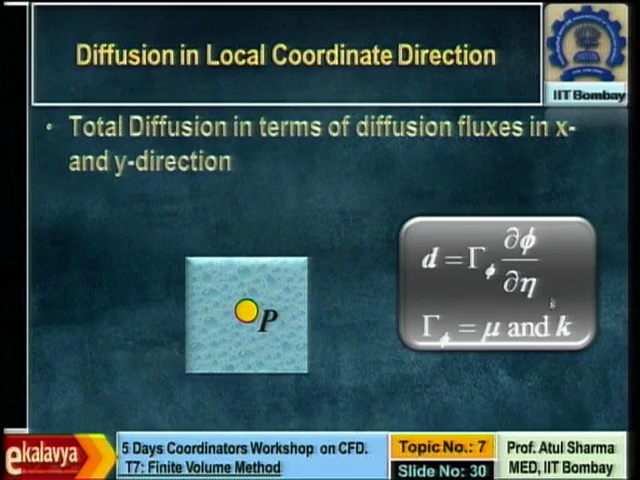 Diffusion in Local Coordinate Direction
IIT Bombay
• Total Diffusion in terms of diffusion fluxes in x-
and y-direction
d = Γ_ϕ ∂ϕ/∂η
Γ_ϕ = μ and k
P
ekalavya
5 Days Coordinators Workshop on CFD.
T7: Finite Volume Method
Topic No.: 7
Slide No: 30
Prof. Atul Sharma
MED, IIT Bombay